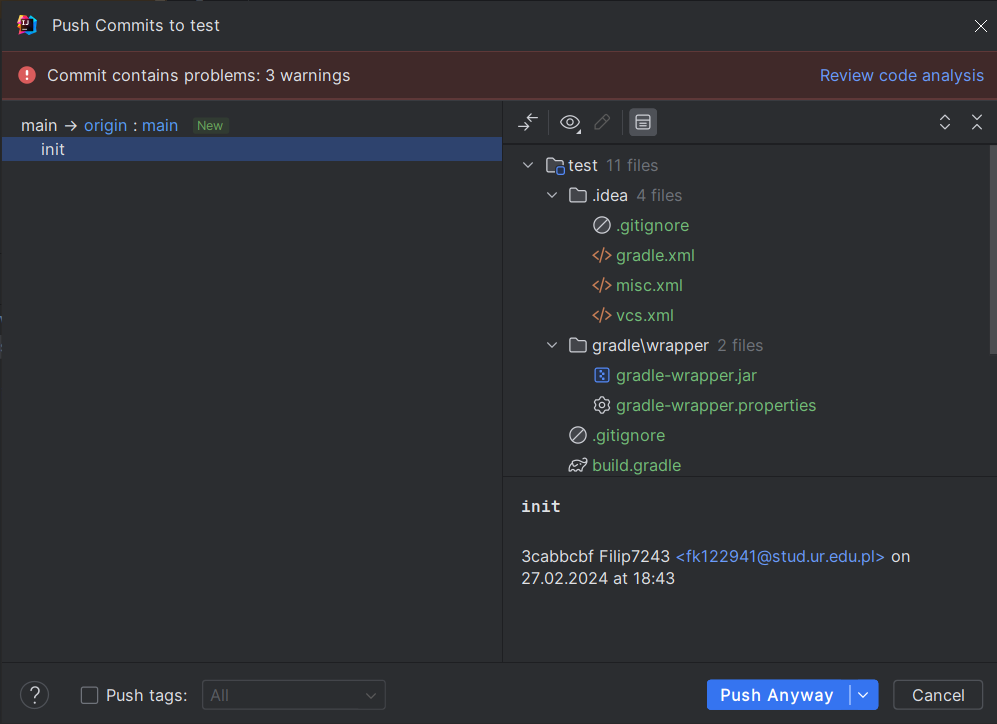 Push Commits to test
Commit contains problems: 3 warnings
Review code analysis
main → origin : main New
init
test 11 files
.idea 4 files
.gitignore
</> gradle.xml
</> misc.xml
</> vcs.xml
gradle\wrapper 2 files
gradle-wrapper.jar
gradle-wrapper.properties
.gitignore
build.gradle
init
3cabbcbf Filip7243 <fk122941@stud.ur.edu.pl> on
27.02.2024 at 18:43
? Push tags: All
Push Anyway
Cancel